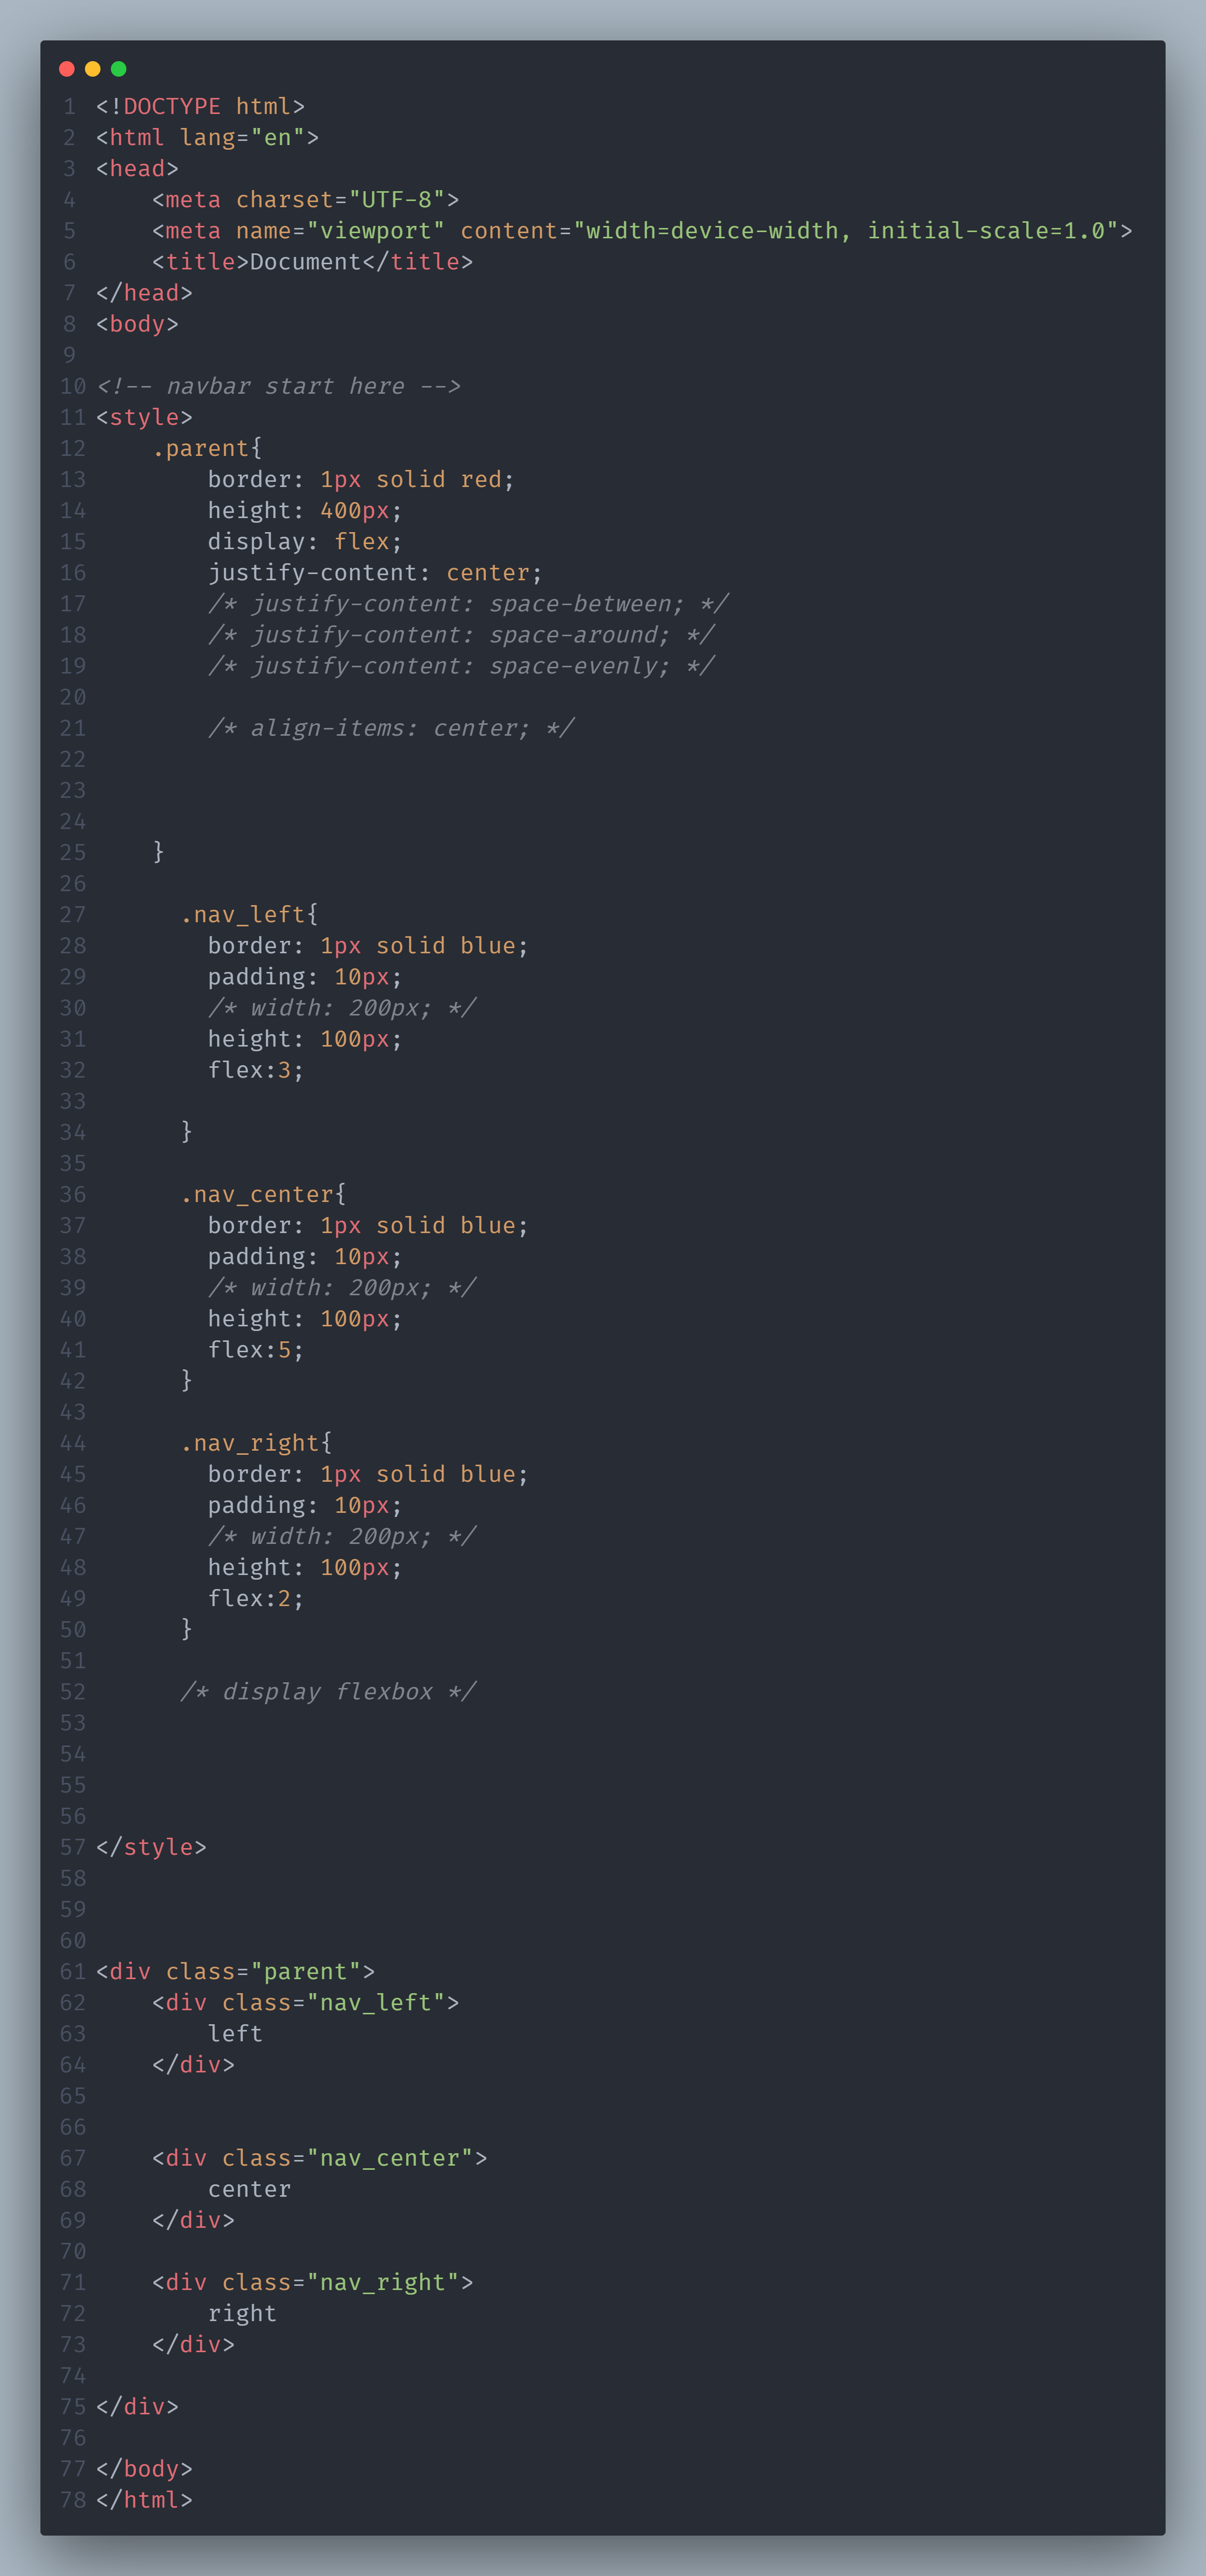 1 <!DOCTYPE html>
2 <html lang="en">
3 <head>
4     <meta charset="UTF-8">
5     <meta name="viewport" content="width=device-width, initial-scale=1.0">
6     <title>Document</title>
7 </head>
8 <body>
9
10 <!-- navbar start here -->
11 <style>
12     .parent{
13         border: 1px solid red;
14         height: 400px;
15         display: flex;
16         justify-content: center;
17         /* justify-content: space-between; */
18         /* justify-content: space-around; */
19         /* justify-content: space-evenly; */
20
21         /* align-items: center; */
22
23
24
25     }
26
27       .nav_left{
28         border: 1px solid blue;
29         padding: 10px;
30         /* width: 200px; */
31         height: 100px;
32         flex:3;
33
34       }
35
36       .nav_center{
37         border: 1px solid blue;
38         padding: 10px;
39         /* width: 200px; */
40         height: 100px;
41         flex:5;
42       }
43
44       .nav_right{
45         border: 1px solid blue;
46         padding: 10px;
47         /* width: 200px; */
48         height: 100px;
49         flex:2;
50       }
51
52       /* display flexbox */
53
54
55
56
57 </style>
58
59
60
61 <div class="parent">
62     <div class="nav_left">
63         left
64     </div>
65
66
67     <div class="nav_center">
68         center
69     </div>
70
71     <div class="nav_right">
72         right
73     </div>
74
75 </div>
76
77 </body>
78 </html>